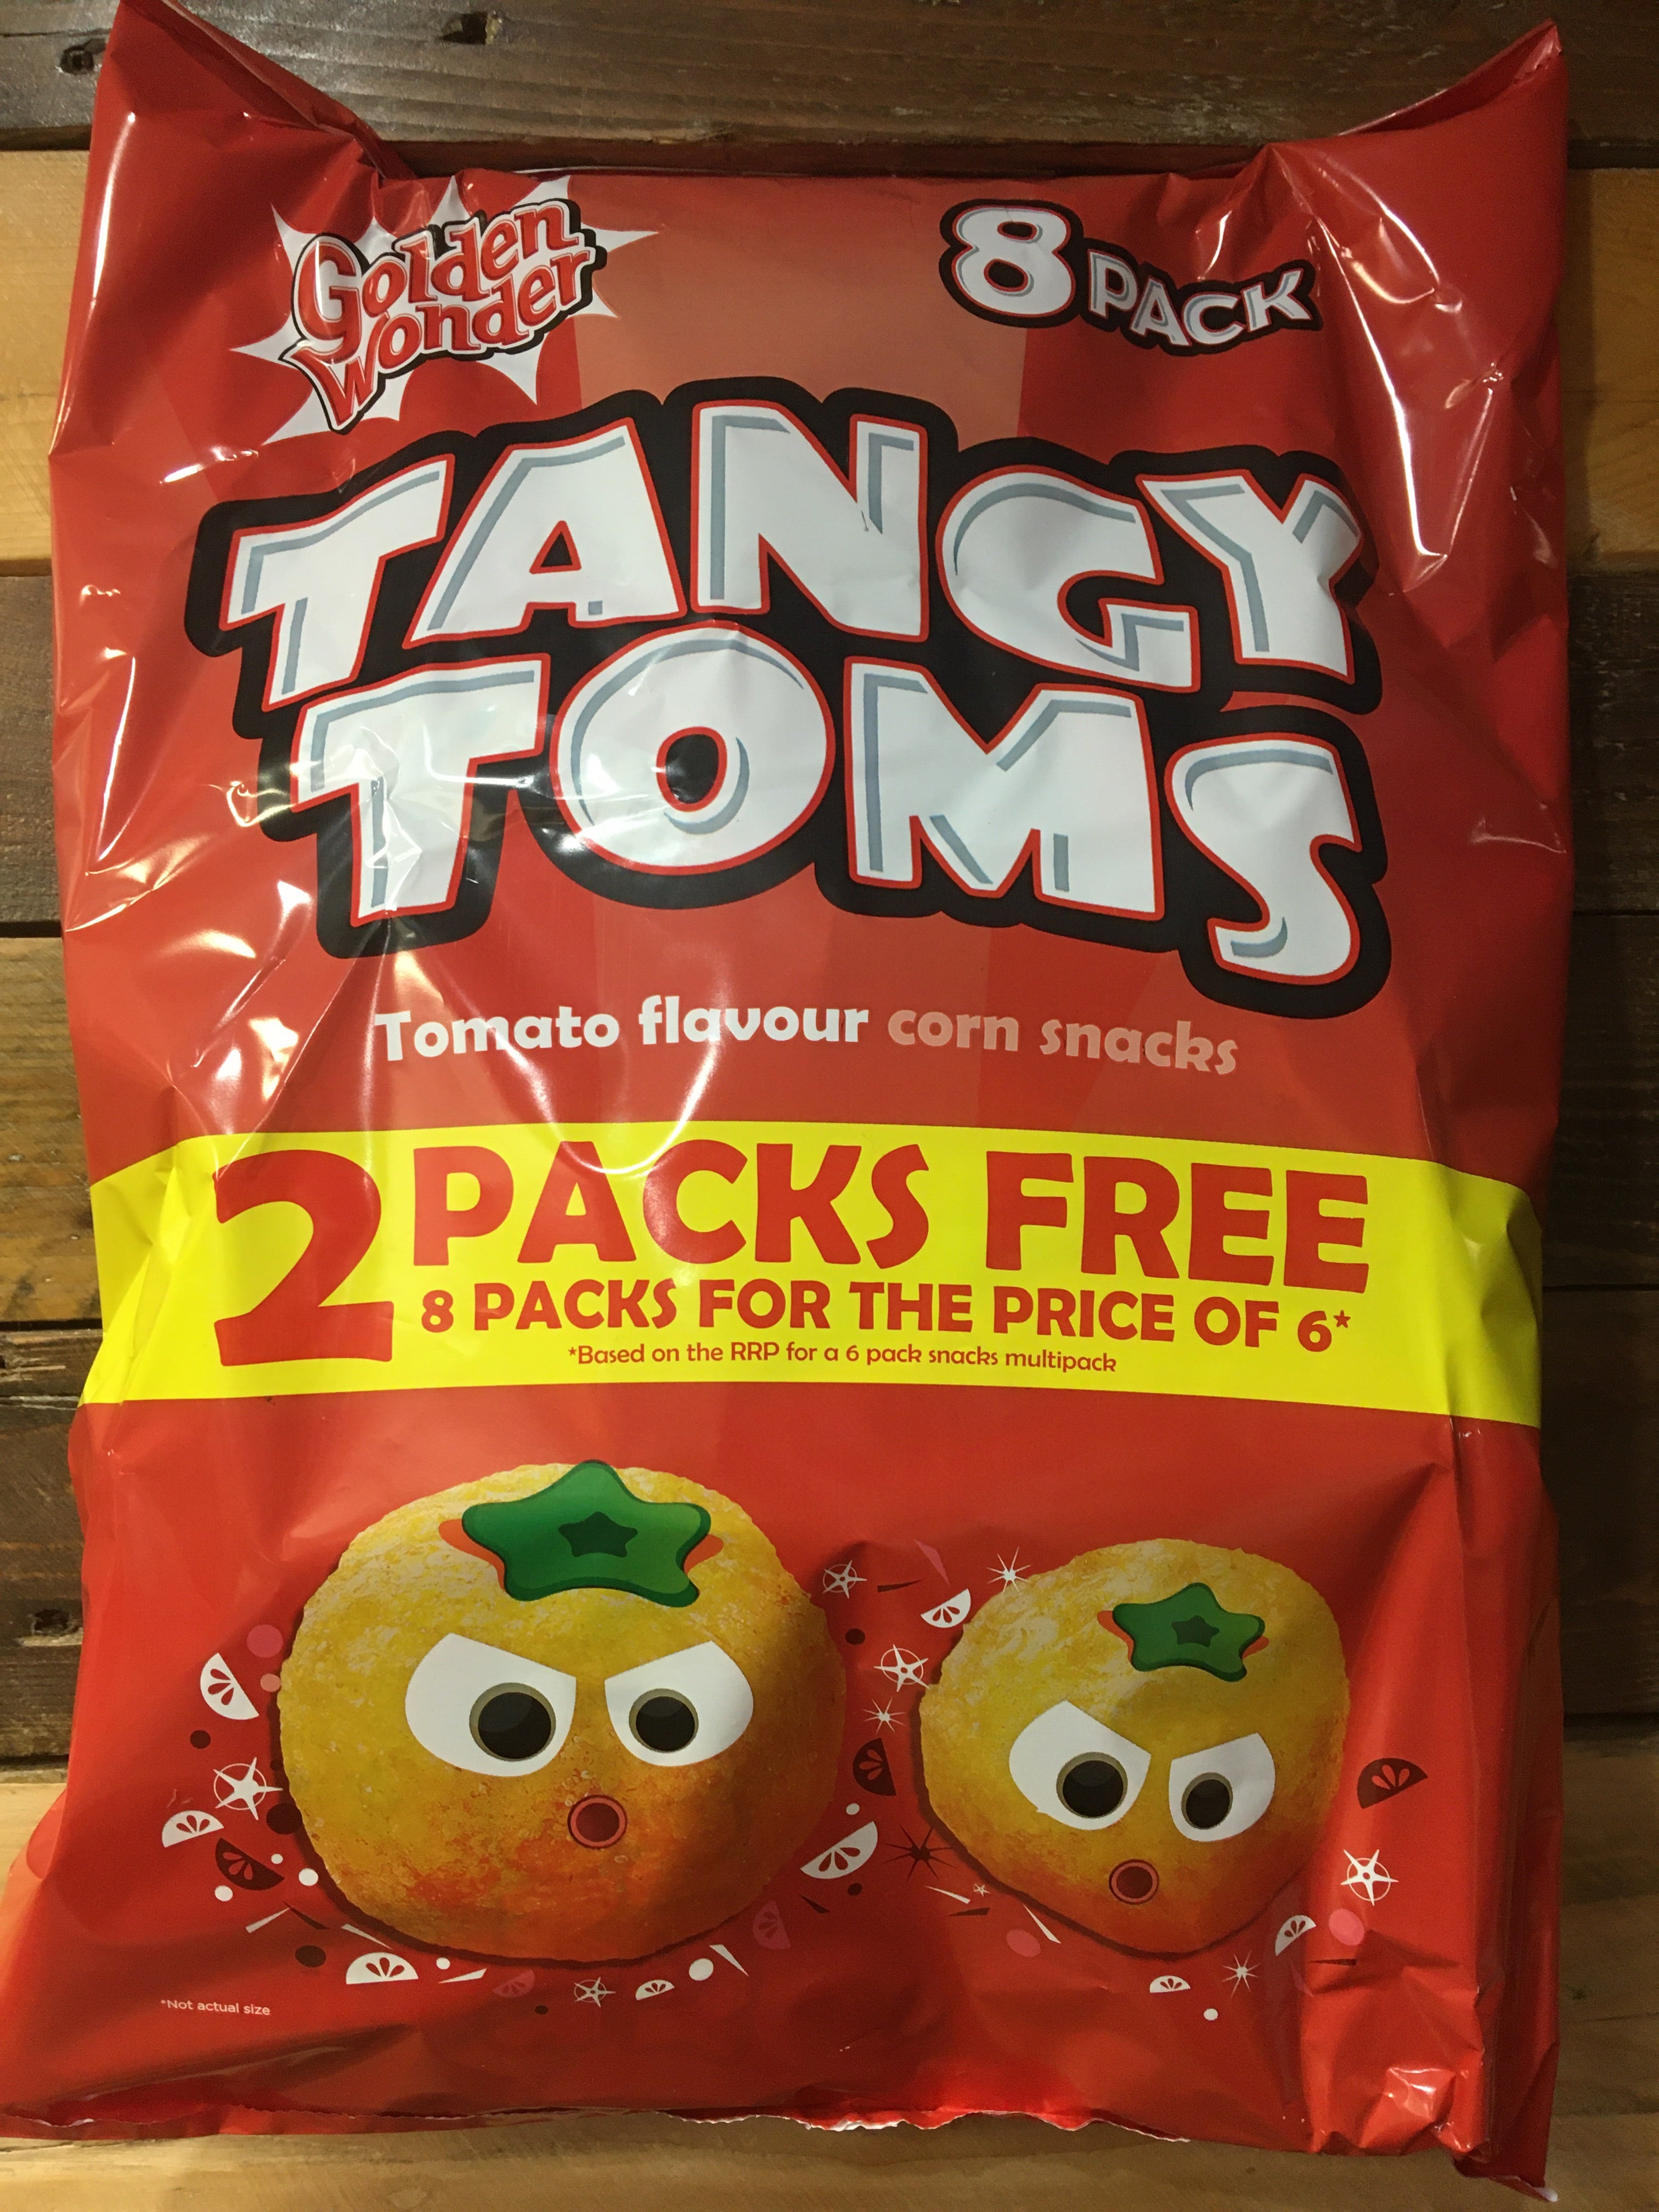 Golden
Wonder
8 PACK
TANGY
TOMS
Tomato flavour corn snacks
2 PACKS FREE
8 PACKS FOR THE PRICE OF 6*
*Based on the RRP for a 6 pack snacks multipack
*Not actual size